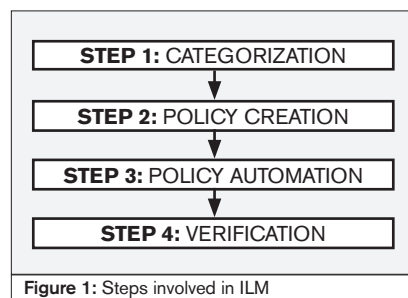 STEP 1: CATEGORIZATION
STEP 2: POLICY CREATION
STEP 3: POLICY AUTOMATION
STEP 4: VERIFICATION
Figure 1: Steps involved in ILM